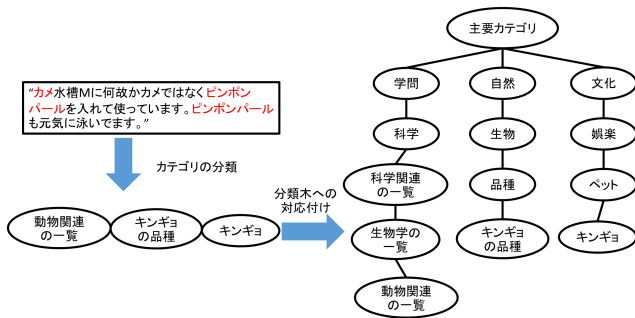 “カメ水槽Mに何故かカメではなくピンポン
パールを入れて使っています。ピンポンパール
も元気に泳いでます。”
カテゴリの分類
動物関連
の一覧
キンギョ
の品種
キンギョ
分類木への
対応付け
主要カテゴリ
学問
自然
文化
科学
生物
娯楽
科学関連
の一覧
品種
ペット
生物学の
一覧
キンギョ
の品種
キンギョ
動物関連
の一覧